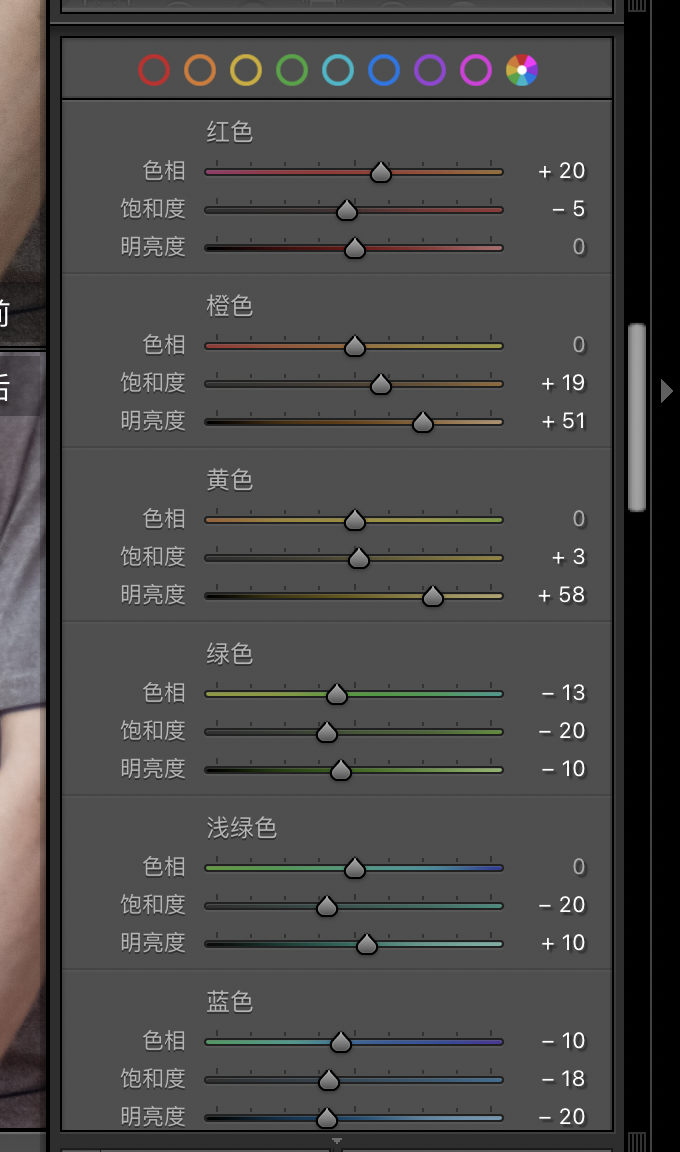 红色
色相 + 20
饱和度 – 5
明亮度 0
橙色
色相 0
饱和度 + 19
明亮度 + 51
黄色
色相 0
饱和度 + 3
明亮度 + 58
绿色
色相 – 13
饱和度 – 20
明亮度 – 10
浅绿色
色相 0
饱和度 – 20
明亮度 + 10
蓝色
色相 – 10
饱和度 – 18
明亮度 – 20